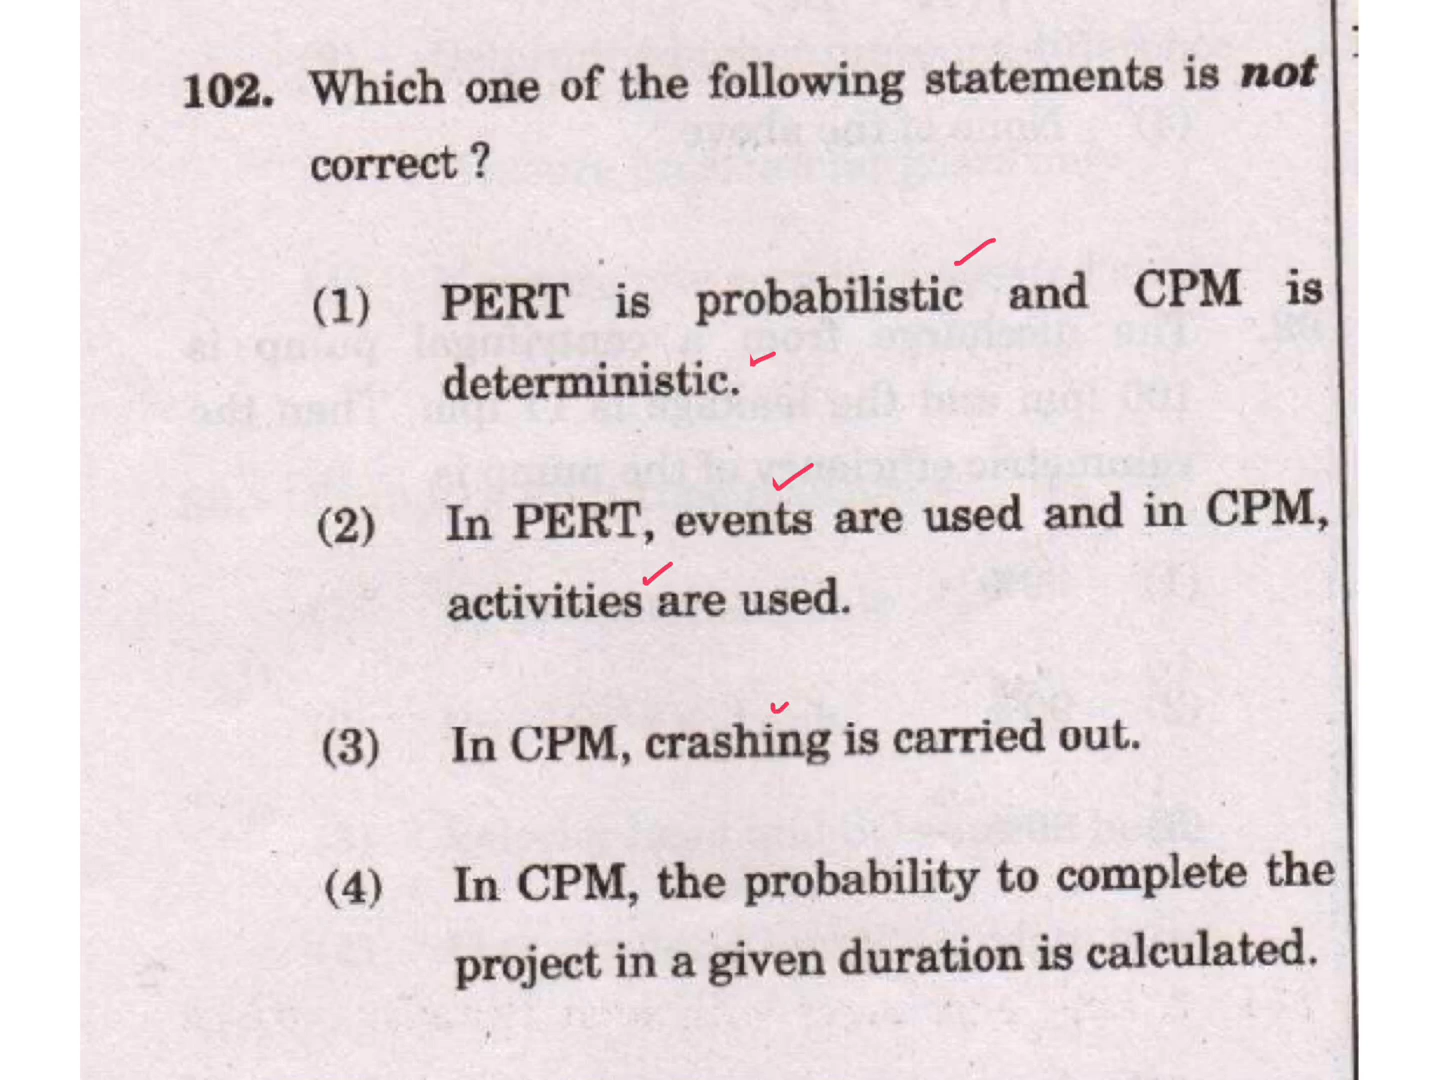 102. Which one of the following statements is not
correct ?
(1) PERT is probabilistic and CPM is
deterministic.
(2) In PERT, events are used and in CPM,
activities are used.
(3) In CPM, crashing is carried out.
(4) In CPM, the probability to complete the
project in a given duration is calculated.